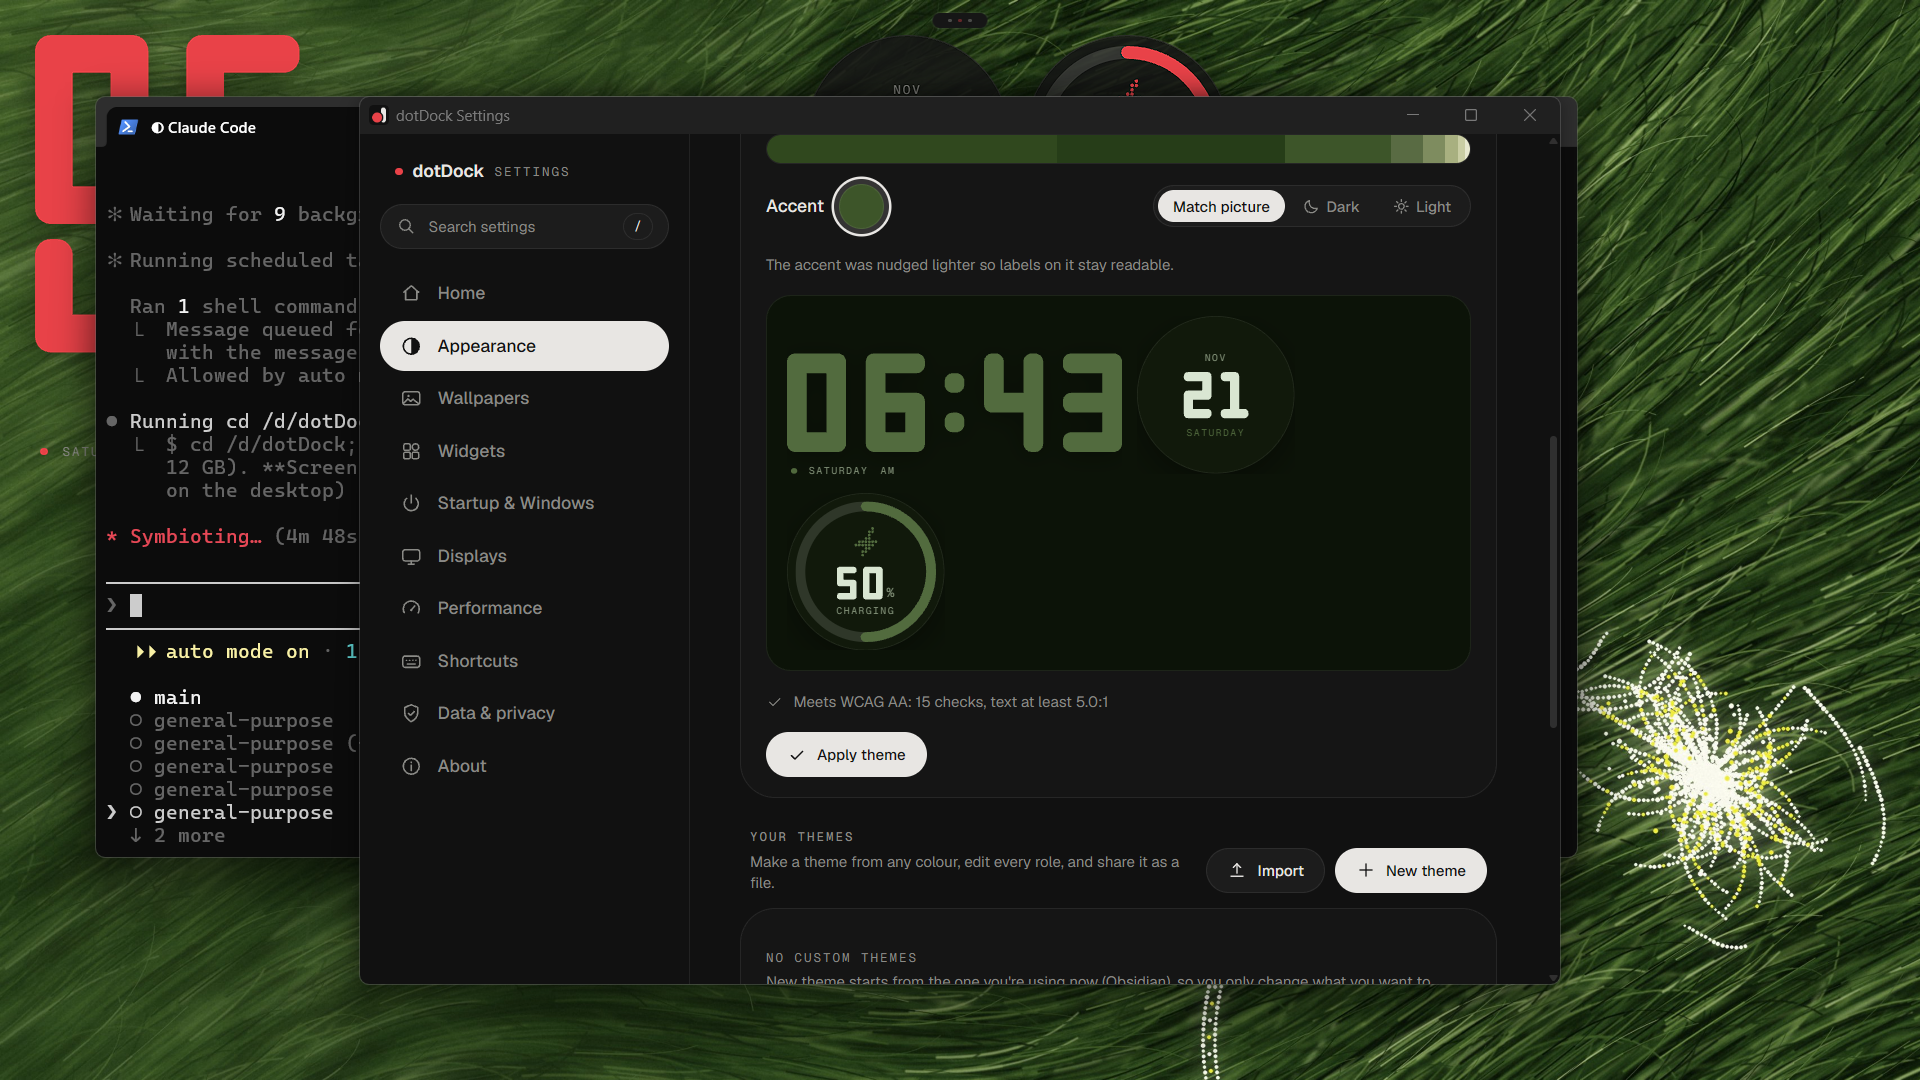 NOV
Claude Code
Waiting for 9 backg
Running scheduled t
Ran 1 shell command
Message queued f
with the message
Allowed by auto
Running cd /d/dotDo
$ cd /d/dotDock;
12 GB). **Screen
on the desktop)
* Symbioting… (4m 48s
SATU
auto mode on · 1
main
general-purpose
general-purpose (
general-purpose
general-purpose
general-purpose
↓ 2 more
dotDock Settings
dotDock SETTINGS
Search settings /
Home
Appearance
Wallpapers
Widgets
Startup & Windows
Displays
Performance
Shortcuts
Data & privacy
About
Accent
Match picture
Dark
Light
The accent was nudged lighter so labels on it stay readable.
06:43
SATURDAY AM
NOV
21
SATURDAY
50%
CHARGING
Meets WCAG AA: 15 checks, text at least 5.0:1
Apply theme
YOUR THEMES
Make a theme from any colour, edit every role, and share it as a
file.
Import
New theme
NO CUSTOM THEMES
New theme starts from the one you're using now (Obsidian), so you only change what you want to.